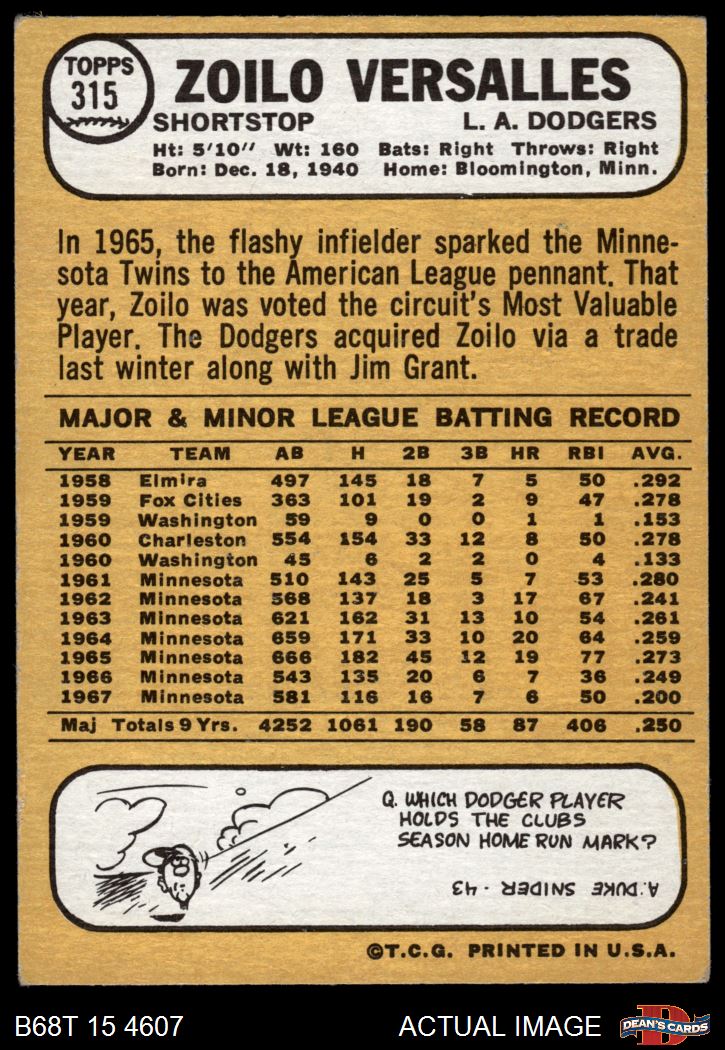 TOPPS
315
ZOILO VERSALLES
SHORTSTOP L. A. DODGERS
Ht: 5'10" Wt: 160 Bats: Right Throws: Right
Born: Dec. 18, 1940 Home: Bloomington, Minn.
In 1965, the flashy infielder sparked the Minne-
sota Twins to the American League pennant. That
year, Zoilo was voted the circuit's Most Valuable
Player. The Dodgers acquired Zoilo via a trade
last winter along with Jim Grant.
MAJOR & MINOR LEAGUE BATTING RECORD
YEAR TEAM AB H 2B 3B HR RBI AVG.
1958 Elmira 497 145 18 7 5 50 .292
1959 Fox Cities 363 101 19 2 9 47 .278
1959 Washington 59 9 0 0 1 1 .153
1960 Charleston 554 154 33 12 8 50 .278
1960 Washington 45 6 2 2 0 4 .133
1961 Minnesota 510 143 25 5 7 53 .280
1962 Minnesota 568 137 18 3 17 67 .241
1963 Minnesota 621 162 31 13 10 54 .261
1964 Minnesota 659 171 33 10 20 64 .259
1965 Minnesota 666 182 45 12 19 77 .273
1966 Minnesota 543 135 20 6 7 36 .249
1967 Minnesota 581 116 16 7 6 50 .200
Maj Totals 9 Yrs. 4252 1061 190 58 87 406 .250
Q. WHICH DODGER PLAYER
HOLDS THE CLUBS
SEASON HOME RUN MARK?
A. DUKE SNIDER - 43
©T.C.G. PRINTED IN U.S.A.
B68T 15 4607 ACTUAL IMAGE
D
DEAN'S CARDS